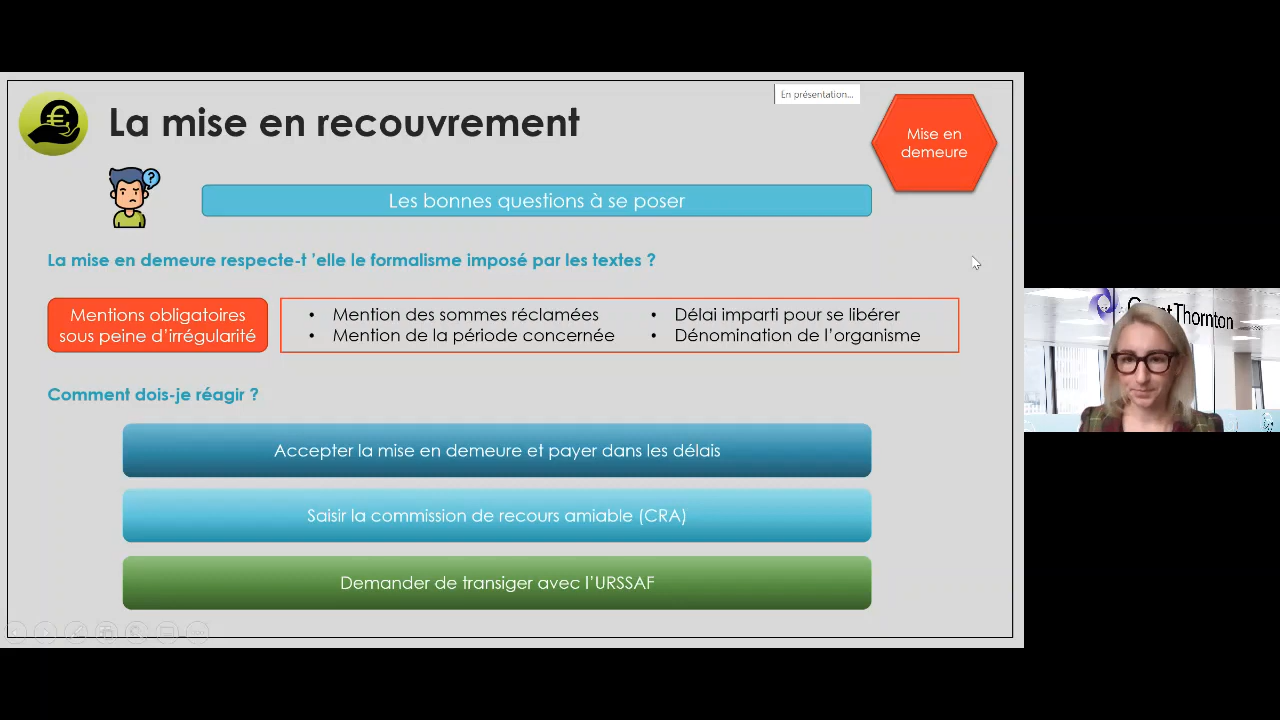 En présentation...
La mise en recouvrement
Mise en
demeure
?
Les bonnes questions à se poser
La mise en demeure respecte-t ’elle le formalisme imposé par les textes ?
Mentions obligatoires
sous peine d’irrégularité
• Mention des sommes réclamées
• Mention de la période concernée
• Délai imparti pour se libérer
• Dénomination de l’organisme
Comment dois-je réagir ?
Accepter la mise en demeure et payer dans les délais
Saisir la commission de recours amiable (CRA)
Demander de transiger avec l’URSSAF
Grant Thornton